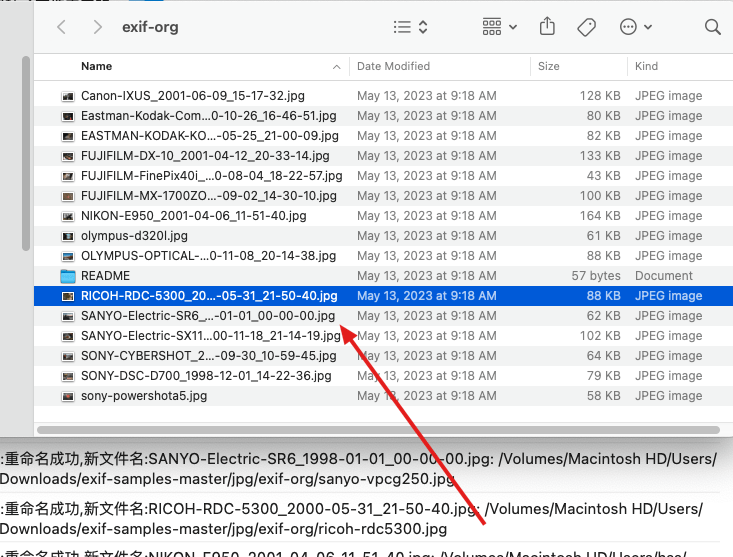 exif-org
Name Date Modified Size Kind
Canon-IXUS_2001-06-09_15-17-32.jpg May 13, 2023 at 9:18 AM 128 KB JPEG image
Eastman-Kodak-Com...0-10-26_16-46-51.jpg May 13, 2023 at 9:18 AM 80 KB JPEG image
EASTMAN-KODAK-KO...-05-25_21-00-09.jpg May 13, 2023 at 9:18 AM 82 KB JPEG image
FUJIFILM-DX-10_2001-04-12_20-33-14.jpg May 13, 2023 at 9:18 AM 133 KB JPEG image
FUJIFILM-FinePix40i_...0-08-04_18-22-57.jpg May 13, 2023 at 9:18 AM 43 KB JPEG image
FUJIFILM-MX-1700ZO...-09-02_14-30-10.jpg May 13, 2023 at 9:18 AM 100 KB JPEG image
NIKON-E950_2001-04-06_11-51-40.jpg May 13, 2023 at 9:18 AM 164 KB JPEG image
olympus-d320l.jpg May 13, 2023 at 9:18 AM 61 KB JPEG image
OLYMPUS-OPTICAL-...0-11-08_20-14-38.jpg May 13, 2023 at 9:18 AM 88 KB JPEG image
README May 13, 2023 at 9:18 AM 57 bytes Document
RICOH-RDC-5300_20...-05-31_21-50-40.jpg May 13, 2023 at 9:18 AM 88 KB JPEG image
SANYO-Electric-SR6_...-01-01_00-00-00.jpg May 13, 2023 at 9:18 AM 62 KB JPEG image
SANYO-Electric-SX11...00-11-18_21-14-19.jpg May 13, 2023 at 9:18 AM 102 KB JPEG image
SONY-CYBERSHOT_2...-09-30_10-59-45.jpg May 13, 2023 at 9:18 AM 64 KB JPEG image
SONY-DSC-D700_1998-12-01_14-22-36.jpg May 13, 2023 at 9:18 AM 79 KB JPEG image
sony-powershota5.jpg May 13, 2023 at 9:18 AM 58 KB JPEG image
:重命名成功,新文件名:SANYO-Electric-SR6_1998-01-01_00-00-00.jpg: /Volumes/Macintosh HD/Users/
Downloads/exif-samples-master/jpg/exif-org/sanyo-vpcg250.jpg
:重命名成功,新文件名:RICOH-RDC-5300_2000-05-31_21-50-40.jpg: /Volumes/Macintosh HD/Users/
Downloads/exif-samples-master/jpg/exif-org/ricoh-rdc5300.jpg
:重命名成功,新文件名:NIKON-E950_2001-04-06_11-51-40.jpg: /Volumes/Macintosh HD/Users/